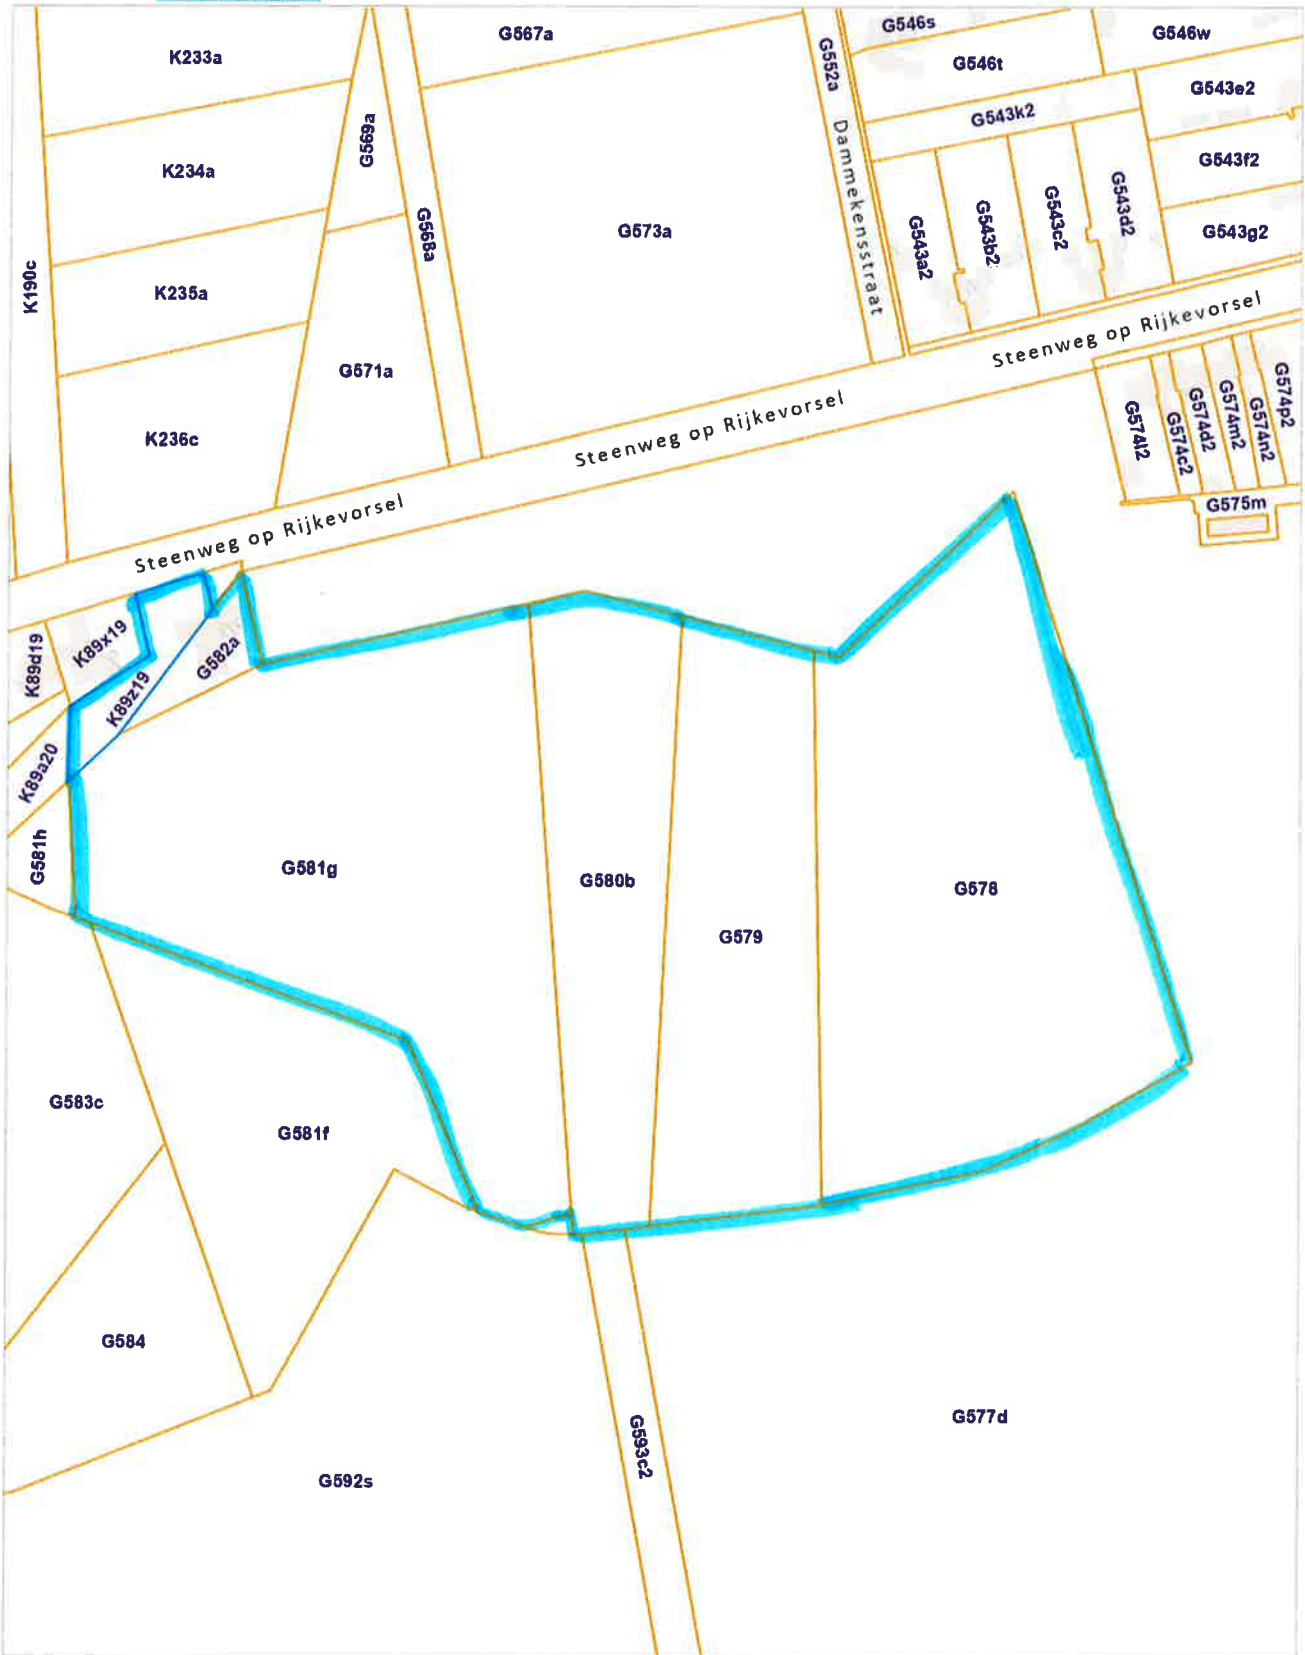 G567a
G546s
G546w
K233a
G552a
G546t
G543e2
G569a
G543k2
K234a
Dammekensstraat
G543f2
G568a
G573a
G543a2
G543b2
G543c2
G543d2
G543g2
K190c
K235a
Steenweg op Rijkevorsel
G571a
Steenweg op Rijkevorsel
K236c
G574l2
G574c2
G574d2
G574m2
G574n2
G574p2
G575m
Steenweg op Rijkevorsel
K89d19
K89x19
G582a
K89z19
K89a20
G581h
G581g
G580b
G578
G579
G583c
G581f
G584
G577d
G593c2
G592s